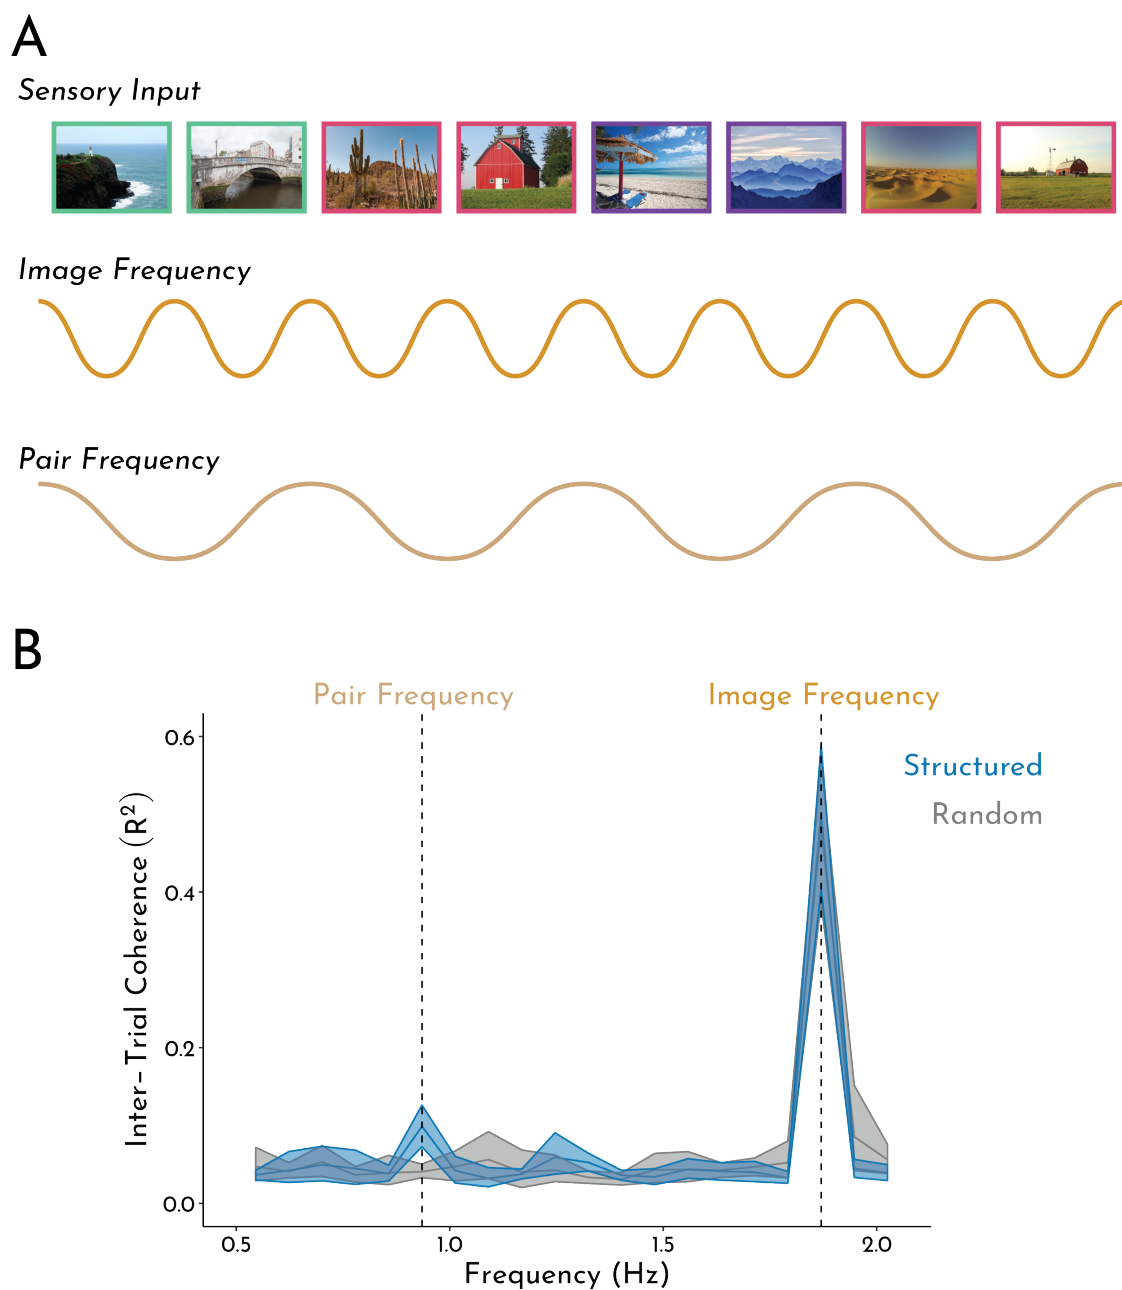 A
Sensory Input
Image Frequency
Pair Frequency
B
Pair Frequency
Image Frequency
Structured
Random
Inter-Trial Coherence (R²)
0.6
0.4
0.2
0.0
0.5
1.0
1.5
2.0
Frequency (Hz)